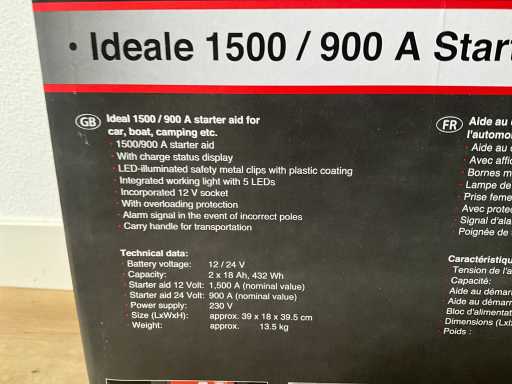 • Ideale 1500 / 900 A Start
GB Ideal 1500 / 900 A starter aid for
car, boat, camping etc.
· 1500/900 A starter aid
· With charge status display
· LED-illuminated safety metal clips with plastic coating
· Integrated working light with 5 LEDs
· Incorporated 12 V socket
· With overloading protection
· Alarm signal in the event of incorrect poles
· Carry handle for transportation
Technical data:
· Battery voltage: 12 / 24 V
· Capacity: 2 x 18 Ah, 432 Wh
· Starter aid 12 Volt: 1,500 A (nominal value)
· Starter aid 24 Volt: 900 A (nominal value)
· Power supply: 230 V
· Size (LxWxH): approx. 39 x 18 x 39.5 cm
· Weight: approx. 13.5 kg
FR Aide au
l'automo
· Aide au
· Avec affic
· Bornes m
· Lampe de
· Prise feme
· Avec prote
· Signal d'ala
· Poignée de
Caractéristiqu
· Tension de l'a
· Capacité:
· Aide au démar
· Aide au démarr
· Bloc d'alimentat
· Dimensions (Lxl
· Poids: